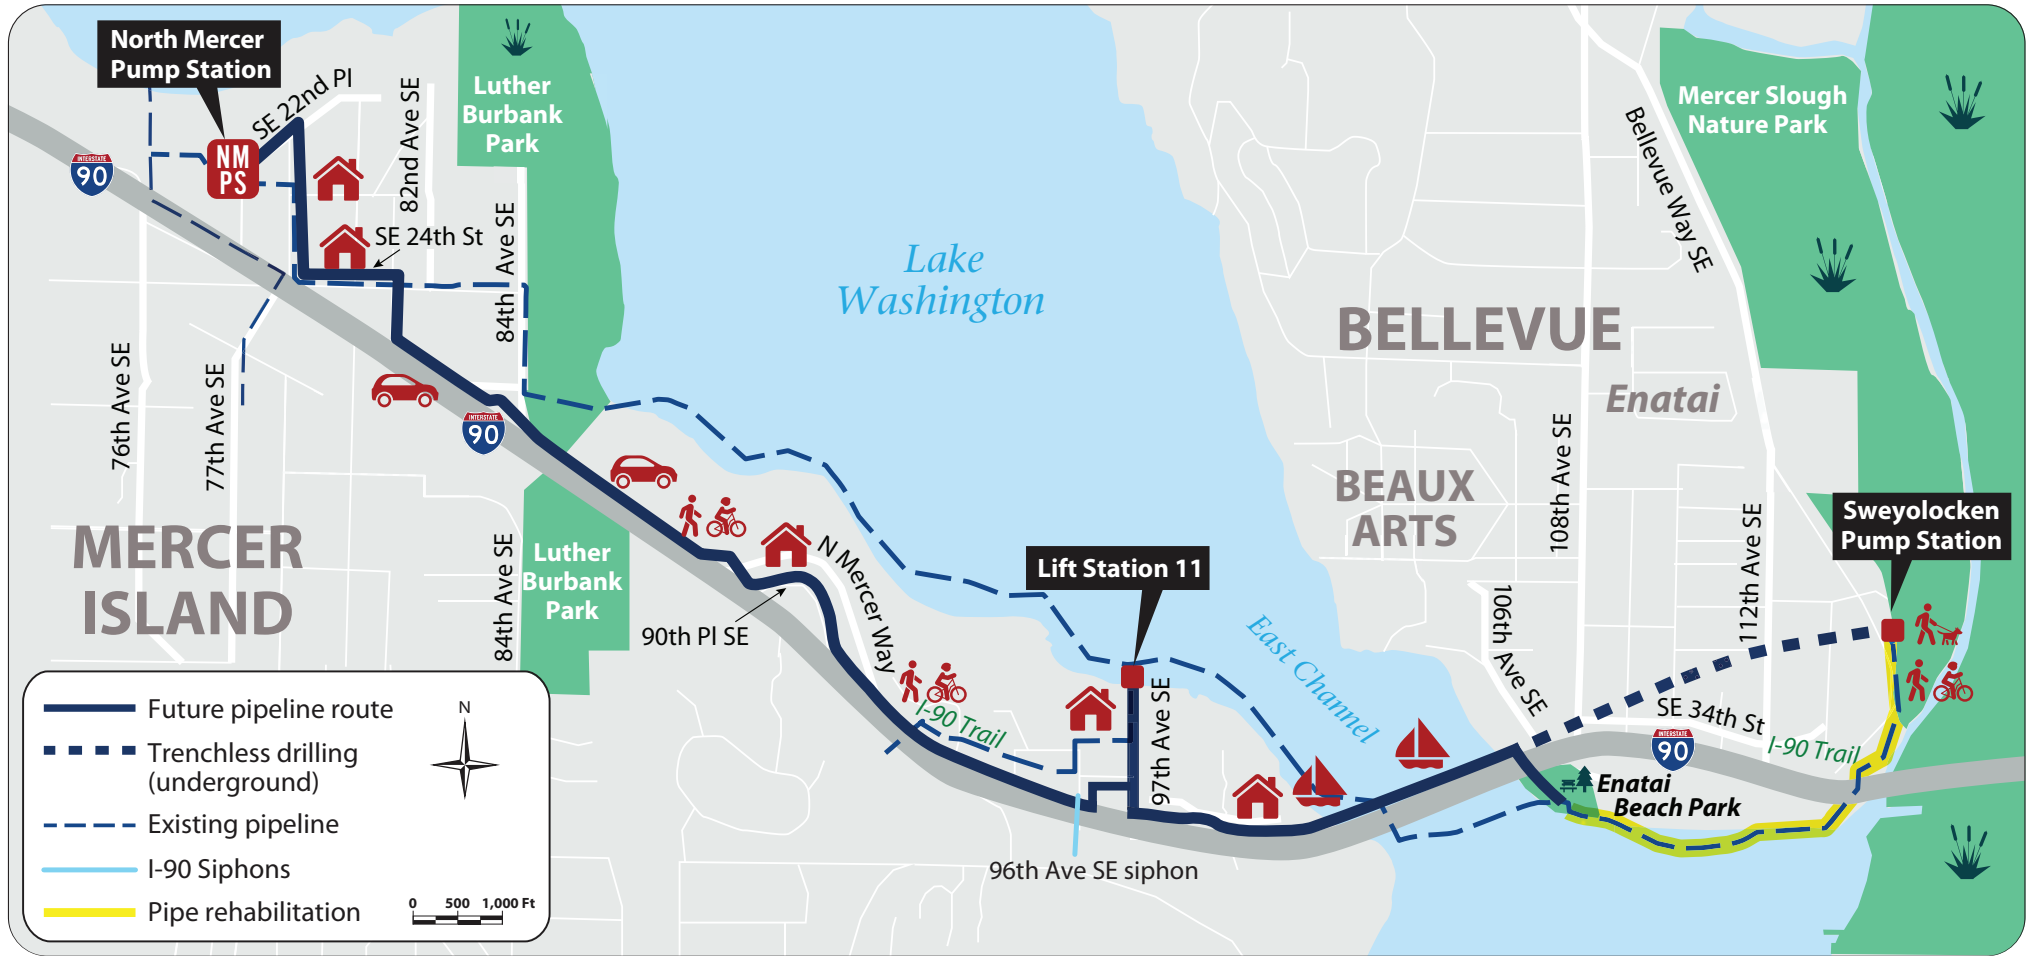 North Mercer
Pump Station
SE 22nd Pl
82nd Ave SE
Luther
Burbank
Park
NM
PS
INTERSTATE
90
SE 24th St
84th Ave SE
Lake
Washington
Mercer Slough
Nature Park
Bellevue Way SE
BELLEVUE
Enatai
76th Ave SE
77th Ave SE
INTERSTATE
90
BEAUX
ARTS
108th Ave SE
112th Ave SE
Sweyolocken
Pump Station
MERCER
ISLAND
84th Ave SE
Luther
Burbank
Park
N Mercer Way
90th Pl SE
Lift Station 11
106th Ave SE
East Channel
I-90 Trail
97th Ave SE
SE 34th St
INTERSTATE
90
I-90 Trail
Enatai
Beach Park
96th Ave SE siphon
Future pipeline route
Trenchless drilling
(underground)
Existing pipeline
I-90 Siphons
Pipe rehabilitation
N
0 500 1,000 Ft